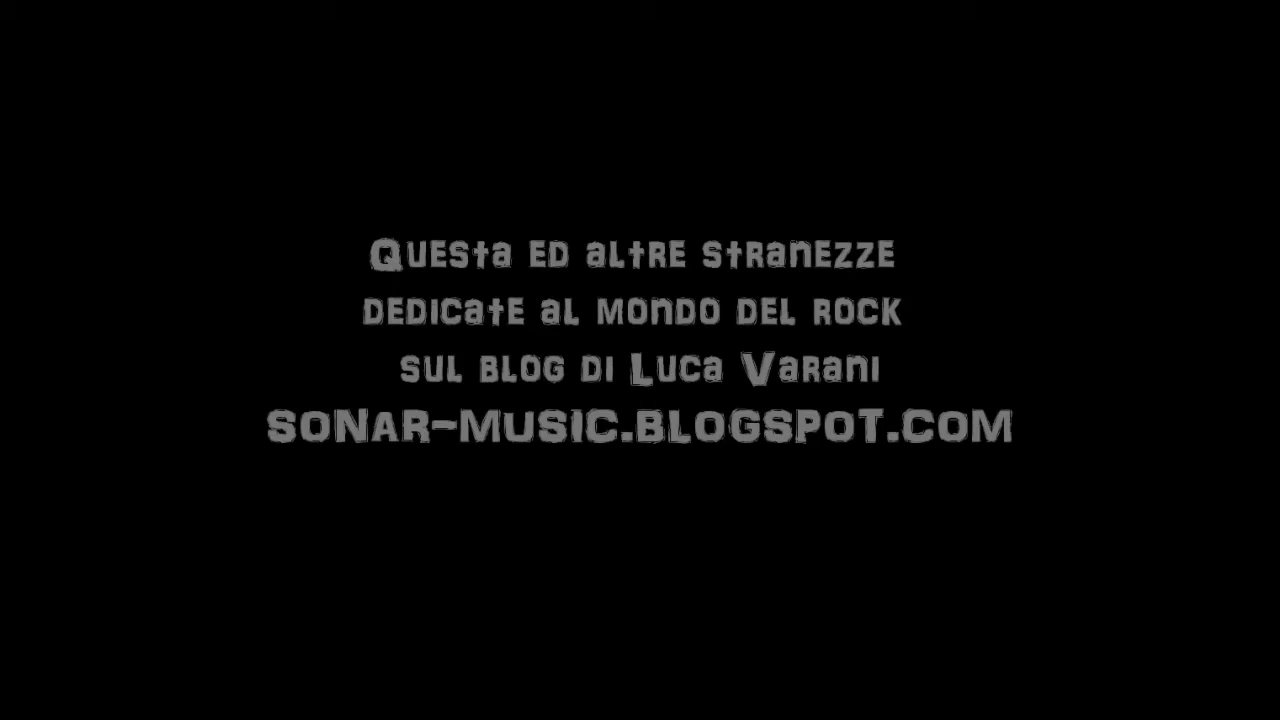 Questa ed altre stranezze
dedicate al mondo del rock
sul blog di Luca Varani
SONAR-MUSIC.BLOGSPOT.COM